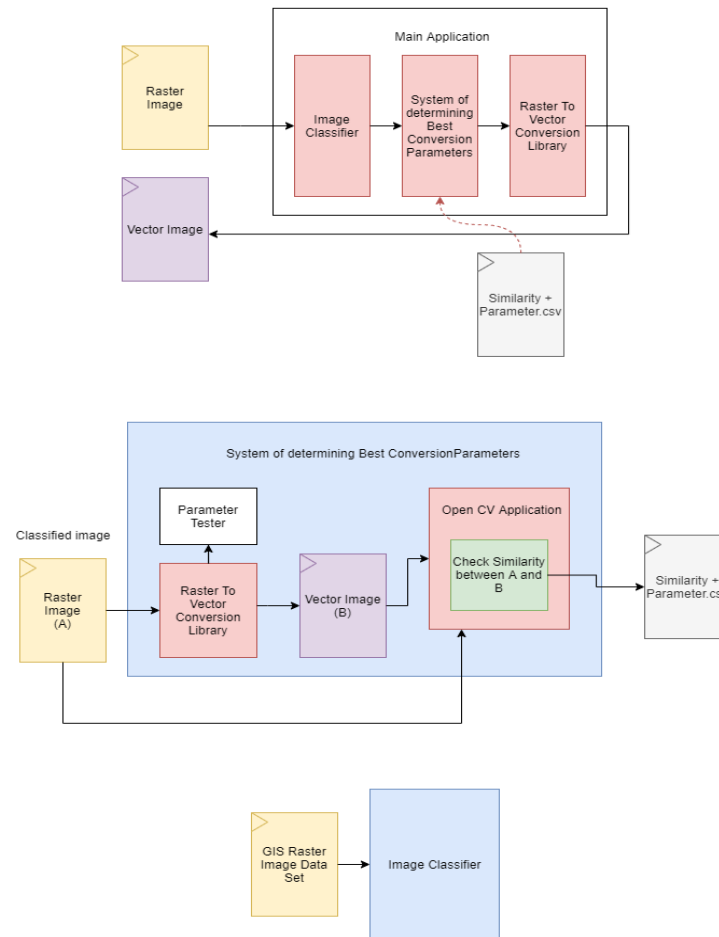 Main Application
Raster
Image
Image
Classifier
System of
determining
Best
Conversion
Parameters
Raster To
Vector
Conversion
Library
Vector Image
Similarity +
Parameter.csv
System of determining Best ConversionParameters
Parameter
Tester
Open CV Application
Classified image
Check Similarity
between A and
B
Raster
Image
(A)
Raster To
Vector
Conversion
Library
Vector Image
(B)
Similarity +
Parameter.cs
GIS Raster
Image Data
Set
Image Classifier